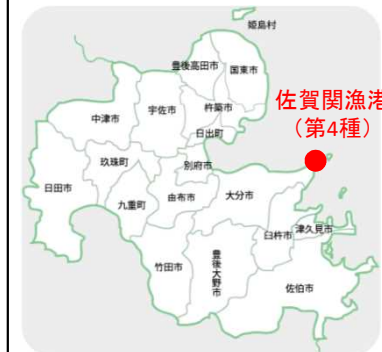 姫島村
豊後高田市
国東市
中津市
宇佐市
杵築市
日出町
佐賀関漁港
（第4種）
玖珠町
別府市
日田市
九重町
由布市
大分市
臼杵市
津久見市
竹田市
豊後大野市
佐伯市